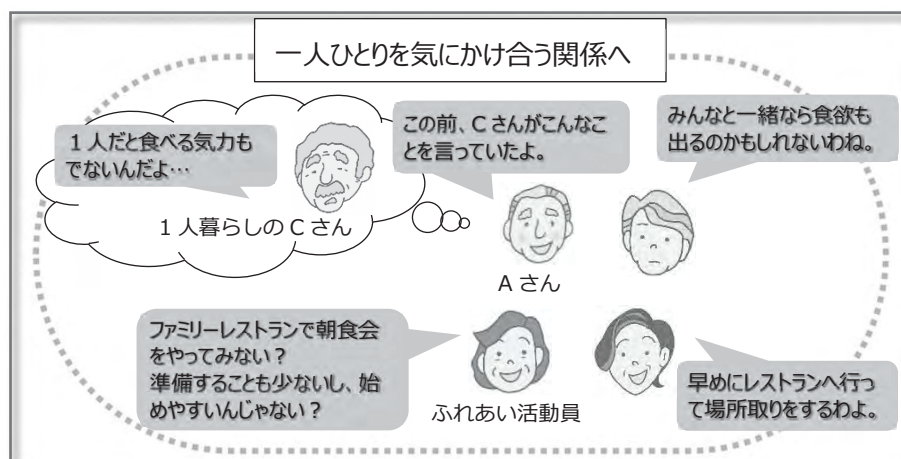 一人ひとりを気にかけ合う関係へ
1人だと食べる気力も
でないんだよ…
1人暮らしのCさん
この前、Cさんがこんなこ
とを言っていたよ。
Aさん
みんなと一緒なら食欲も
出るのかもしれないわね。
ファミリーレストランで朝食会
をやってみない？
準備することも少ないし、始
めやすいんじゃない？
ふれあい活動員
早めにレストランへ行っ
て場所取りをするわよ。